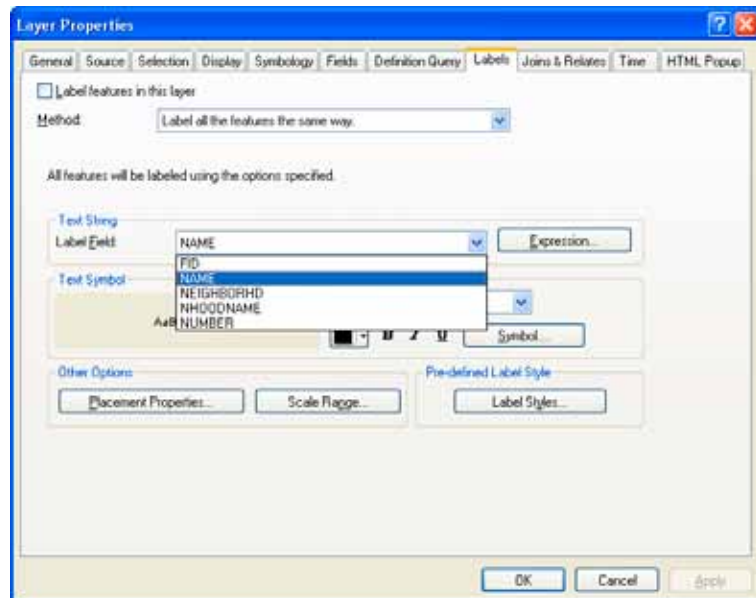 Layer Properties
General Source Selection Display Symbology Fields Definition Query Labels Joins & Relates Time HTML Popup
Label features in this layer
Method: Label all the features the same way.
All features will be labeled using the options specified.
Text String
Label Field: NAME Expression...
FID
Text Symbol NAME
NEIGHBORHD
NHOODNAME
NUMBER
B I U Symbol...
Other Options Pre-defined Label Style
Placement Properties... Scale Range... Label Styles...
OK Cancel Apply